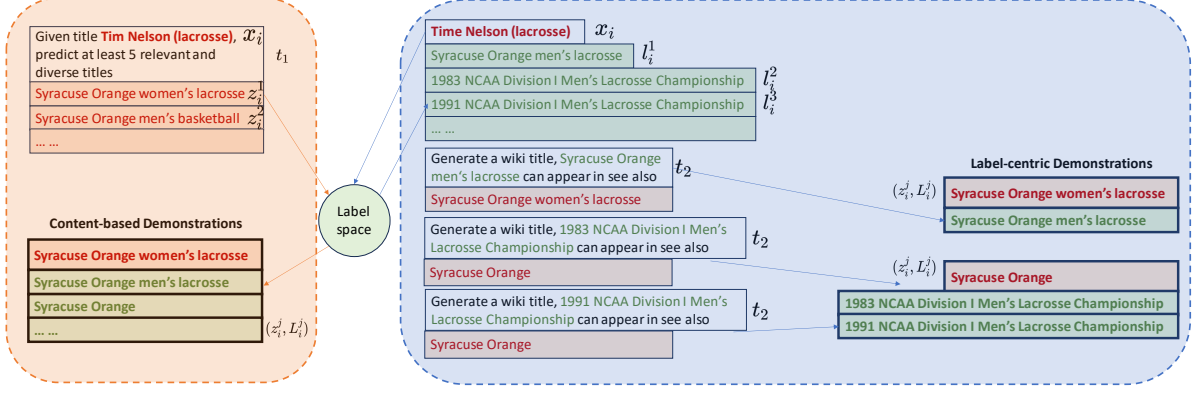 Given title Tim Nelson (lacrosse), x_i
predict at least 5 relevant and
diverse titles
t_1
Syracuse Orange women's lacrosse z_i^1
Syracuse Orange men's basketball z_i^2
... ...
Content-based Demonstrations
Syracuse Orange women's lacrosse
Syracuse Orange men's lacrosse
Syracuse Orange
... ...
(z_i^j, L_i^j)
Label
space
Time Nelson (lacrosse) x_i
Syracuse Orange men's lacrosse l_i^1
1983 NCAA Division I Men's Lacrosse Championship l_i^2
1991 NCAA Division I Men's Lacrosse Championship l_i^3
... ...
Generate a wiki title, Syracuse Orange
men's lacrosse can appear in see also
t_2
Syracuse Orange women's lacrosse
Generate a wiki title, 1983 NCAA Division I Men's
Lacrosse Championship can appear in see also
t_2
Syracuse Orange
Generate a wiki title, 1991 NCAA Division I Men's
Lacrosse Championship can appear in see also
t_2
Syracuse Orange
Label-centric Demonstrations
(z_i^j, L_i^j)
Syracuse Orange women's lacrosse
Syracuse Orange men's lacrosse
(z_i^j, L_i^j)
Syracuse Orange
1983 NCAA Division I Men's Lacrosse Championship
1991 NCAA Division I Men's Lacrosse Championship